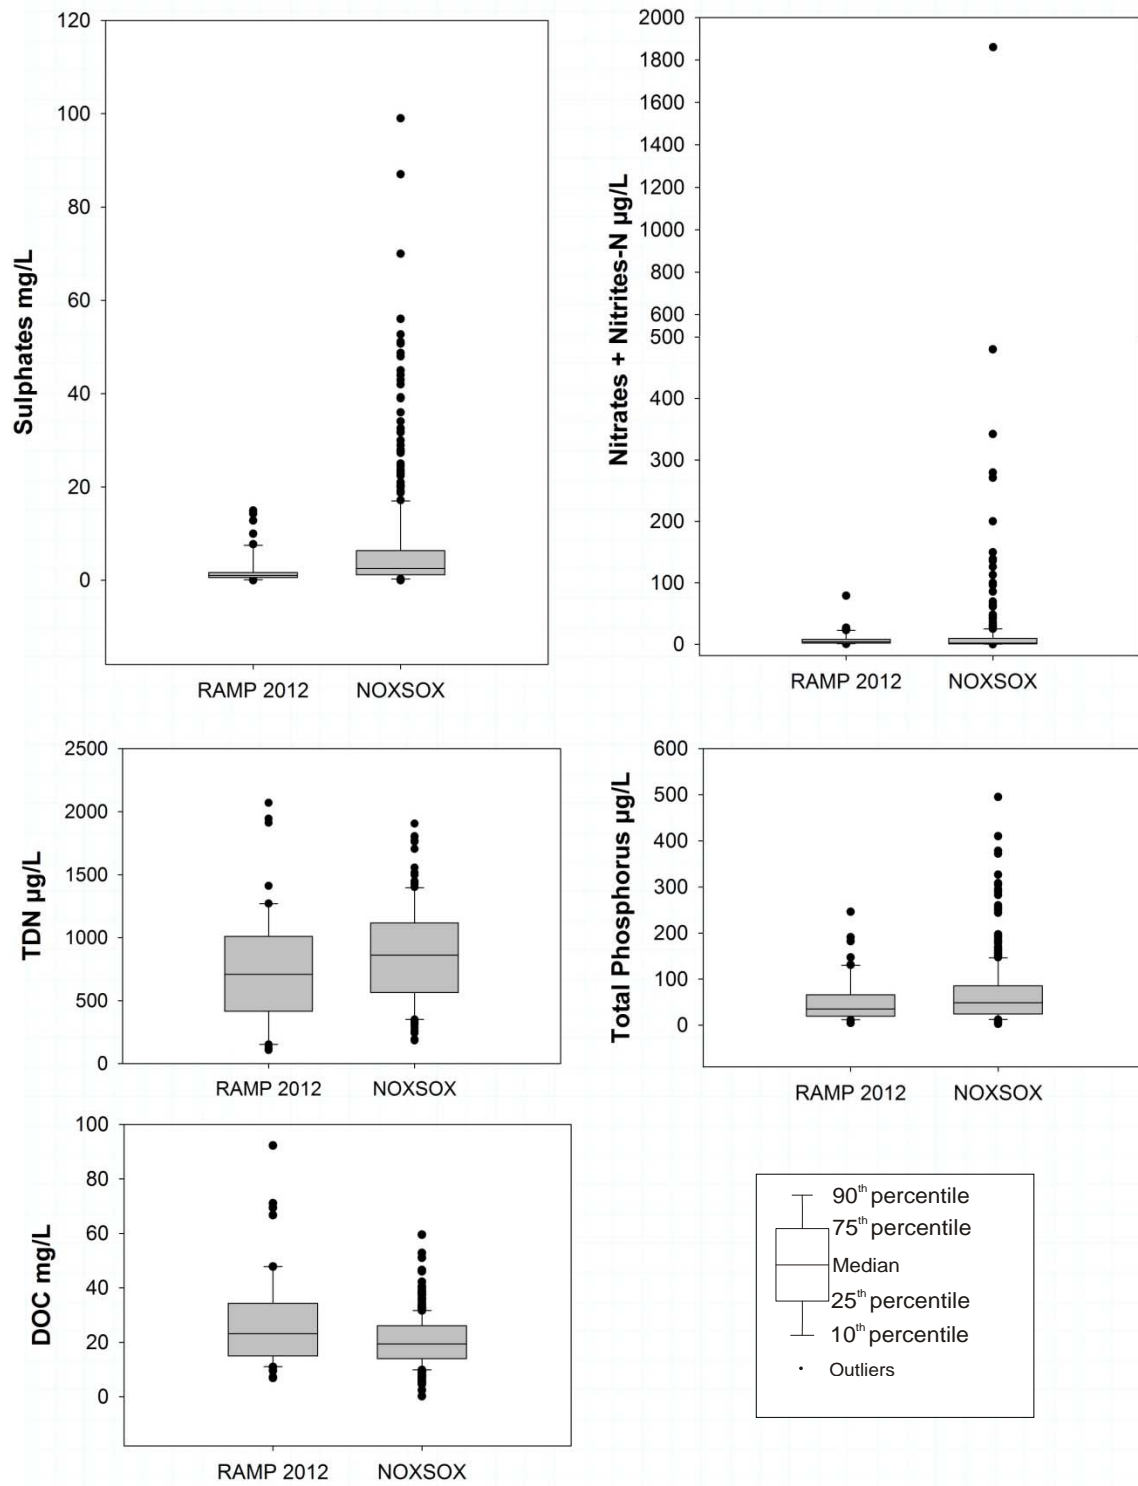 Sulphates mg/L
120
100
80
60
40
20
0
RAMP 2012 NOXSOX
Nitrates + Nitrites-N µg/L
2000
1800
1600
1400
1200
1000
800
600
500
400
300
200
100
0
RAMP 2012 NOXSOX
TDN µg/L
2500
2000
1500
1000
500
0
RAMP 2012 NOXSOX
Total Phosphorus µg/L
600
500
400
300
200
100
0
RAMP 2012 NOXSOX
DOC mg/L
100
80
60
40
20
0
RAMP 2012 NOXSOX
90th percentile
75th percentile
Median
25th percentile
10th percentile
Outliers